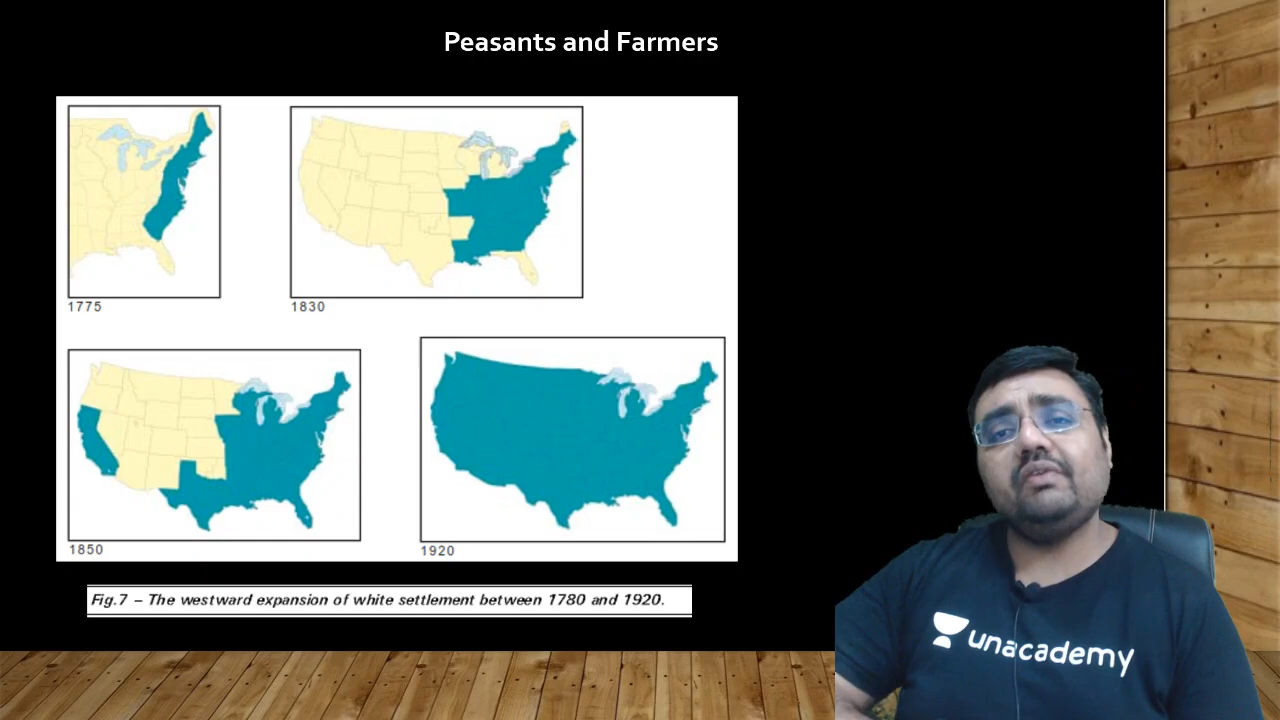 Peasants and Farmers
1775
1830
1850
1920
Fig.7 – The westward expansion of white settlement between 1780 and 1920.
unacademy